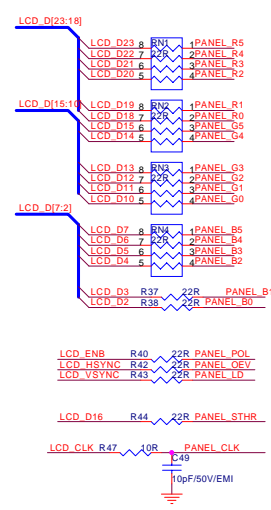 LCD_D[23:18]
LCD_D23 8 RN1 1 PANEL_R5
LCD_D22 7 22R 2 PANEL_R4
LCD_D21 6 3 PANEL_R3
LCD_D20 5 4 PANEL_R2
LCD_D[15:10]
LCD_D19 8 RN2 1 PANEL_R1
LCD_D18 7 22R 2 PANEL_R0
LCD_D15 6 3 PANEL_G5
LCD_D14 5 4 PANEL_G4
LCD_D13 8 RN3 1 PANEL_G3
LCD_D12 7 22R 2 PANEL_G2
LCD_D11 6 3 PANEL_G1
LCD_D10 5 4 PANEL_G0
LCD_D[7:2]
LCD_D7 8 RN4 1 PANEL_B5
LCD_D6 7 22R 2 PANEL_B4
LCD_D5 6 3 PANEL_B3
LCD_D4 5 4 PANEL_B2
LCD_D3 R37 22R PANEL_B1
LCD_D2 R38 22R PANEL_B0
LCD_ENB R40 22R PANEL_POL
LCD_HSYNC R42 22R PANEL_OEV
LCD_VSYNC R43 22R PANEL_LD
LCD_D16 R44 22R PANEL_STHR
LCD_CLK R47 10R PANEL_CLK
C49
10pF/50V/EMI